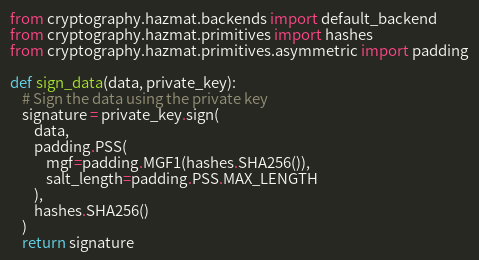 from cryptography.hazmat.backends import default_backend
from cryptography.hazmat.primitives import hashes
from cryptography.hazmat.primitives.asymmetric import padding

def sign_data(data, private_key):
    # Sign the data using the private key
    signature = private_key.sign(
        data,
        padding.PSS(
            mgf=padding.MGF1(hashes.SHA256()),
            salt_length=padding.PSS.MAX_LENGTH
        ),
        hashes.SHA256()
    )
    return signature